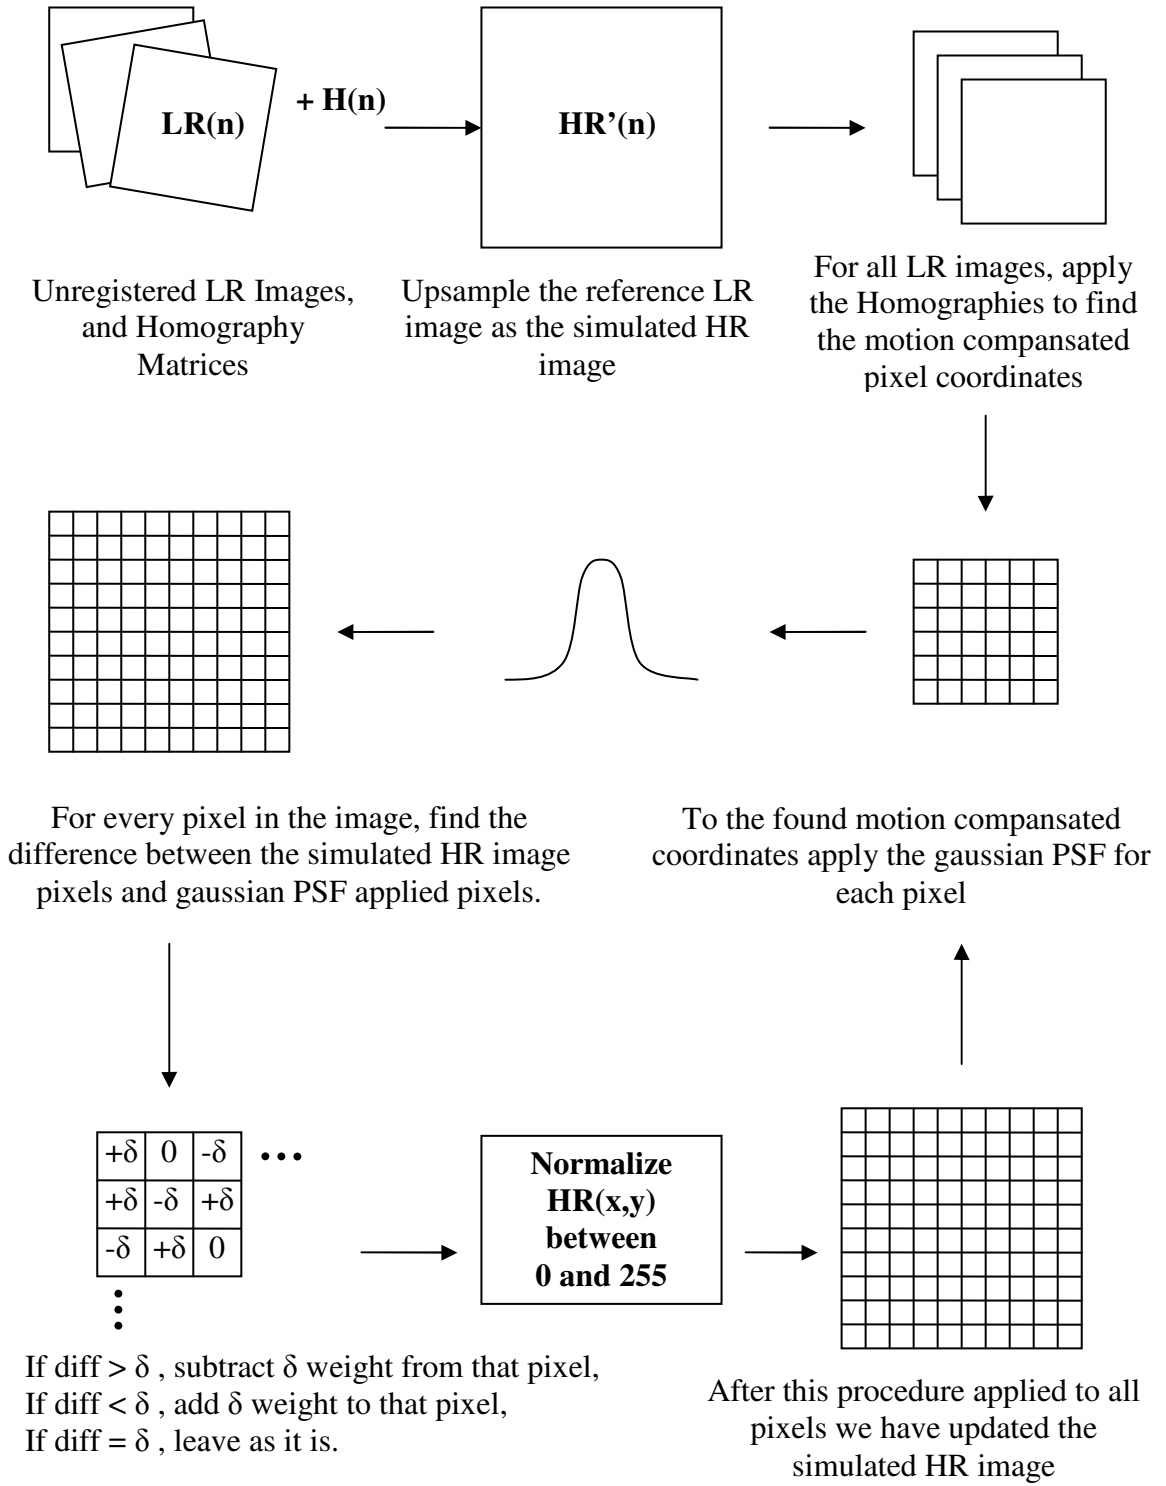 LR(n)
+ H(n)
HR’(n)
Unregistered LR Images,
and Homography
Matrices
Upsample the reference LR
image as the simulated HR
image
For all LR images, apply
the Homographies to find
the motion compansated
pixel coordinates
For every pixel in the image, find the
difference between the simulated HR image
pixels and gaussian PSF applied pixels.
To the found motion compansated
coordinates apply the gaussian PSF for
each pixel
+δ 0 -δ •••
+δ -δ +δ
-δ +δ 0
If diff > δ , subtract δ weight from that pixel,
If diff < δ , add δ weight to that pixel,
If diff = δ , leave as it is.
Normalize
HR(x,y)
between
0 and 255
After this procedure applied to all
pixels we have updated the
simulated HR image